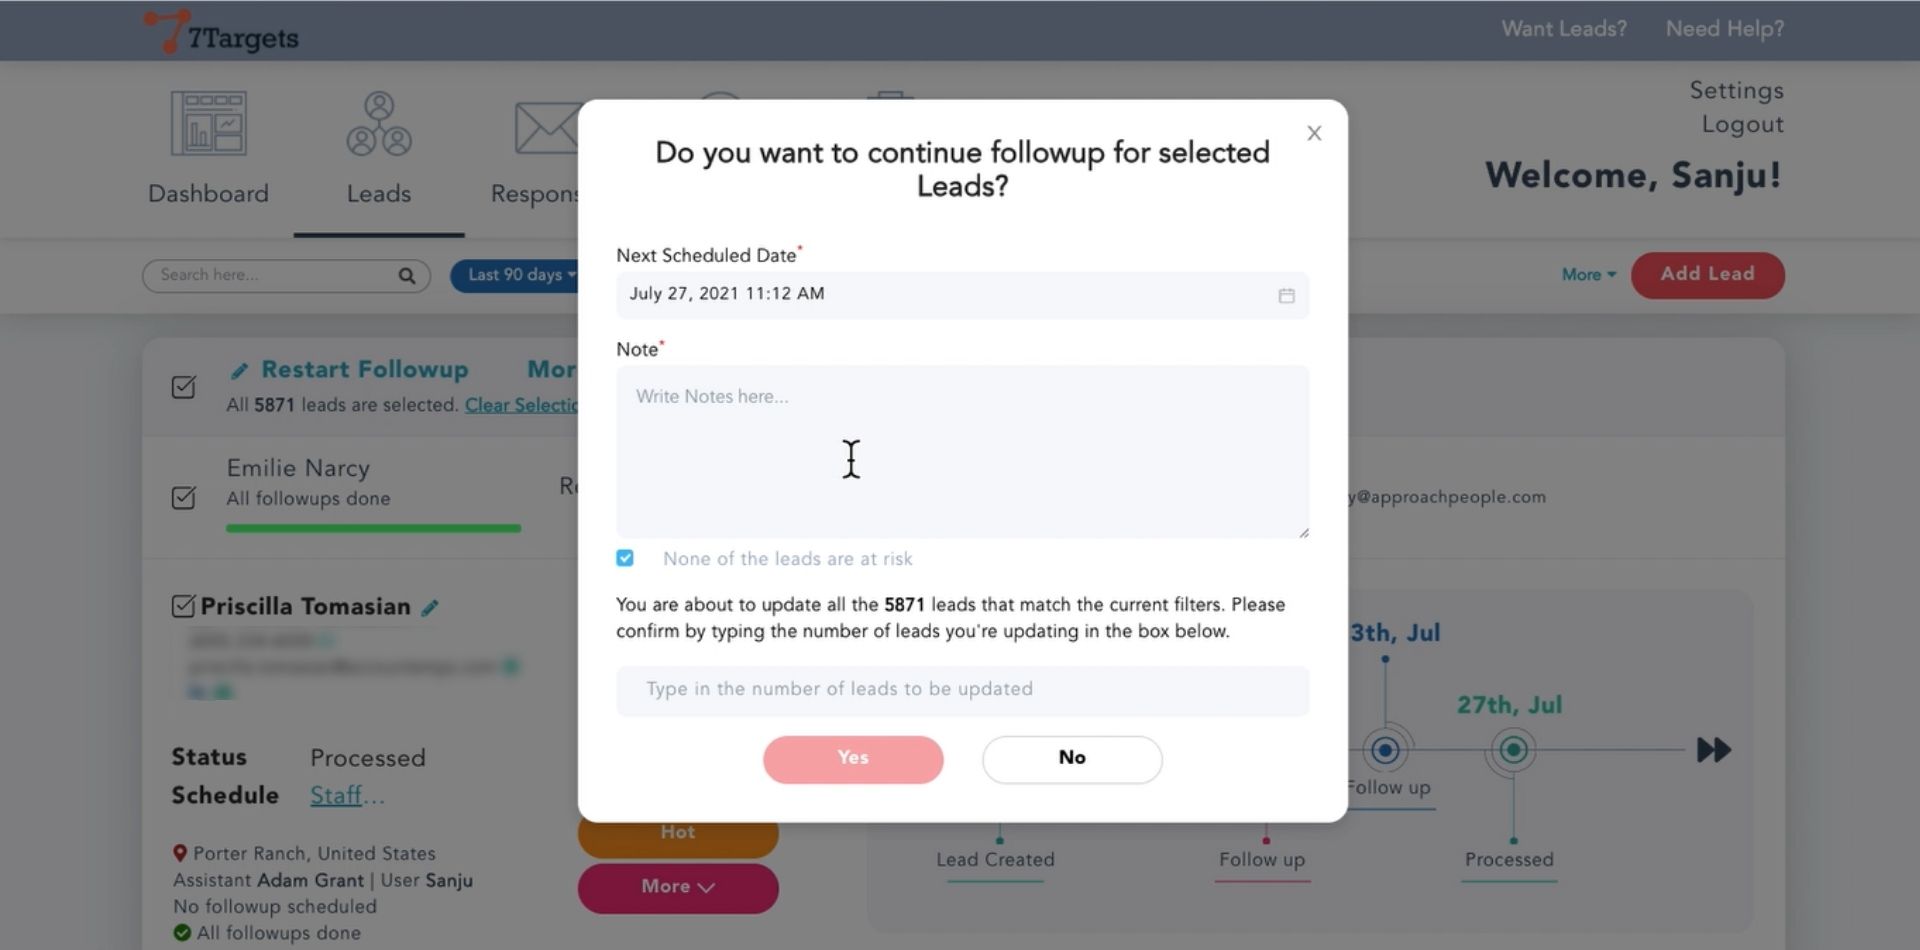 7Targets
Want Leads?
Need Help?
Settings
Logout
Welcome, Sanju!
Dashboard
Leads
Respons
Search here...
Last 90 days
More
Add Lead
Do you want to continue followup for selected
Leads?
Next Scheduled Date*
July 27, 2021 11:12 AM
Note*
Write Notes here...
None of the leads are at risk
You are about to update all the 5871 leads that match the current filters. Please
confirm by typing the number of leads you're updating in the box below.
Type in the number of leads to be updated
Yes
No
Restart Followup
Mor
All 5871 leads are selected. Clear Selectio
Emilie Narcy
All followups done
y@approachpeople.com
Priscilla Tomasian
Status Processed
Schedule Staff...
Porter Ranch, United States
Assistant Adam Grant | User Sanju
No followup scheduled
All followups done
Hot
More
3th, Jul
27th, Jul
Follow up
Lead Created
Follow up
Processed